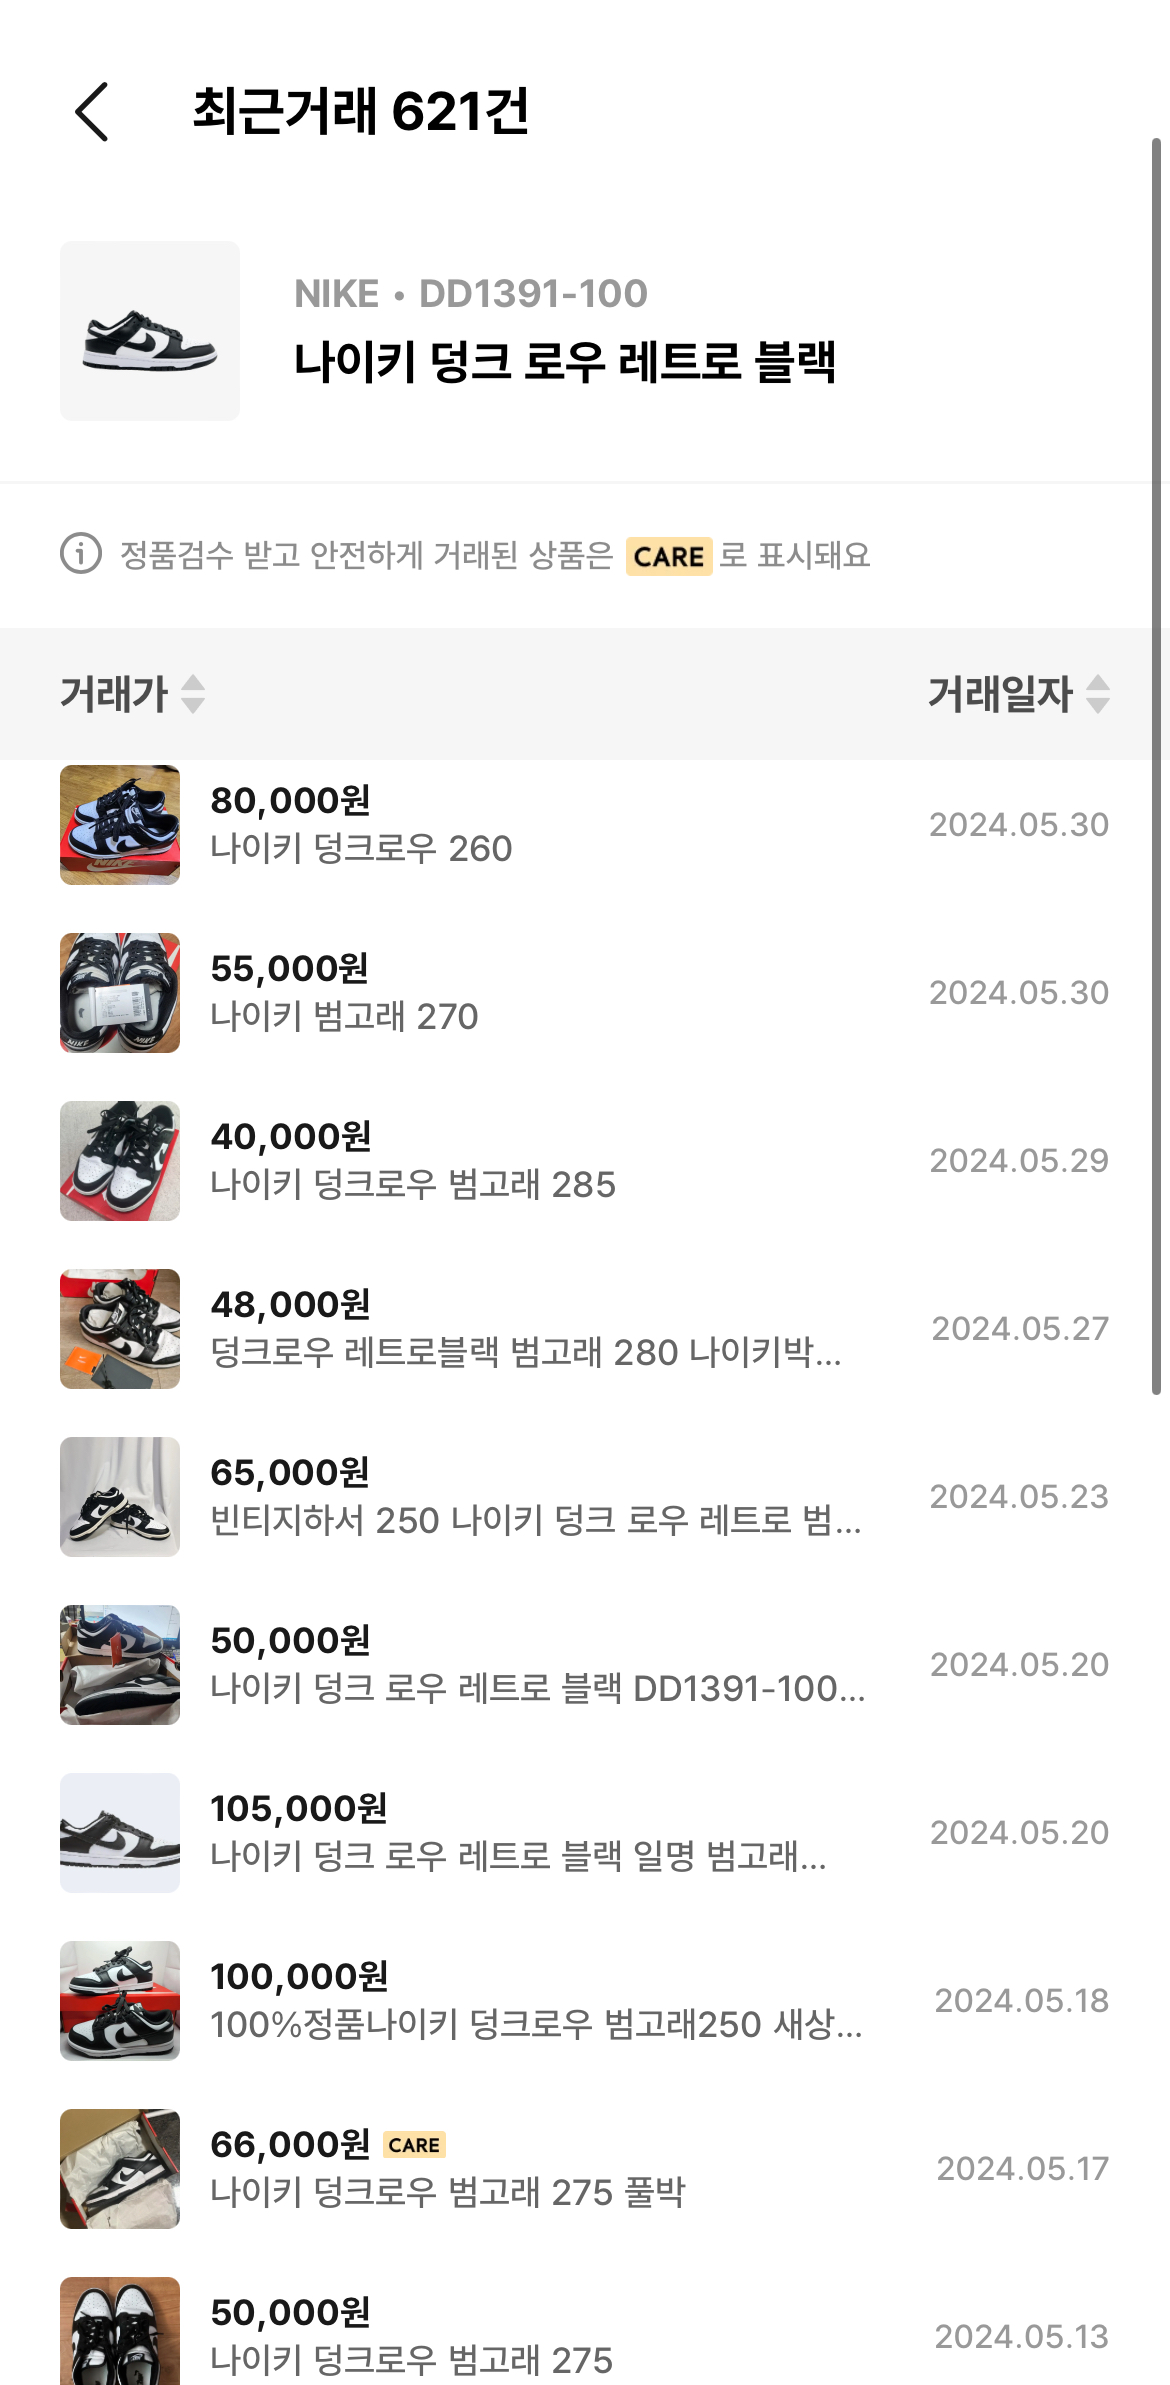 최근거래 621건
NIKE • DD1391-100
나이키 덩크 로우 레트로 블랙
정품검수 받고 안전하게 거래된 상품은 CARE 로 표시돼요
거래가 거래일자
80,000원
나이키 덩크로우 260
2024.05.30
55,000원
나이키 범고래 270
2024.05.30
40,000원
나이키 덩크로우 범고래 285
2024.05.29
48,000원
덩크로우 레트로블랙 범고래 280 나이키박...
2024.05.27
65,000원
빈티지하서 250 나이키 덩크 로우 레트로 범...
2024.05.23
50,000원
나이키 덩크 로우 레트로 블랙 DD1391-100...
2024.05.20
105,000원
나이키 덩크 로우 레트로 블랙 일명 범고래...
2024.05.20
100,000원
100%정품나이키 덩크로우 범고래250 새상...
2024.05.18
66,000원 CARE
나이키 덩크로우 범고래 275 풀박
2024.05.17
50,000원
나이키 덩크로우 범고래 275
2024.05.13